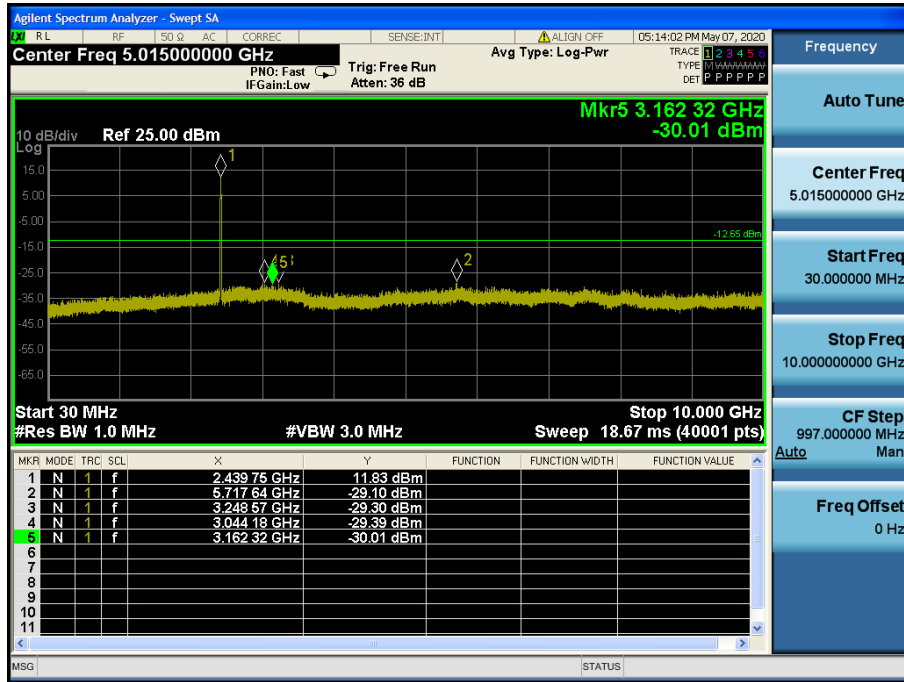 Agilent Spectrum Analyzer - Swept SA
LXI RL RF 50 Ω AC CORREC SENSE:INT ALIGN OFF 05:14:02 PM May 07, 2020
Center Freq 5.015000000 GHz Avg Type: Log-Pwr TRACE 1 2 3 4 5 6
PNO: Fast Trig: Free Run TYPE M WWWWW
IFGain:Low Atten: 36 dB DET P P P P P P
Mkr5 3.162 32 GHz
-30.01 dBm
10 dB/div Ref 25.00 dBm
Log
15.0
5.00
-5.00
-15.0
-25.0
-35.0
-45.0
-55.0
-65.0
1
-12.65 dBm
5
2
Start 30 MHz Stop 10.000 GHz
#Res BW 1.0 MHz #VBW 3.0 MHz Sweep 18.67 ms (40001 pts)
MKR MODE TRC SCL X Y FUNCTION FUNCTION WIDTH FUNCTION VALUE
1 N 1 f 2.439 75 GHz 11.83 dBm
2 N 1 f 5.717 64 GHz -29.10 dBm
3 N 1 f 3.248 57 GHz -29.30 dBm
4 N 1 f 3.044 18 GHz -29.39 dBm
5 N 1 f 3.162 32 GHz -30.01 dBm
6
7
8
9
10
11
MSG STATUS
Frequency
Auto Tune
Center Freq
5.015000000 GHz
Start Freq
30.000000 MHz
Stop Freq
10.000000000 GHz
CF Step
997.000000 MHz
Auto Man
Freq Offset
0 Hz